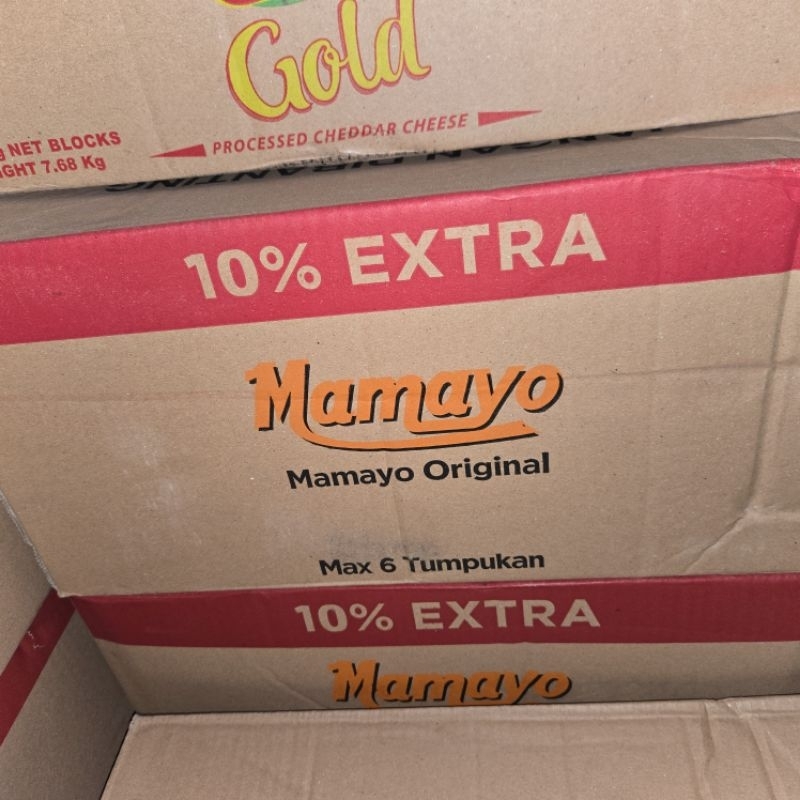 Gold
NET BLOCKS
PROCESSED CHEDDAR CHEESE
7.68 Kg
10% EXTRA
Mamayo
Mamayo Original
Max 6 Tumpukan
10% EXTRA
Mamayo